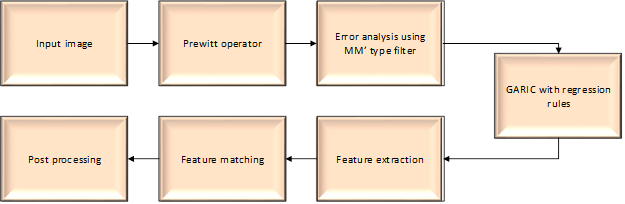 Input image
Prewitt operator
Error analysis using
MM’ type filter
GARIC with regression
rules
Feature extraction
Feature matching
Post processing